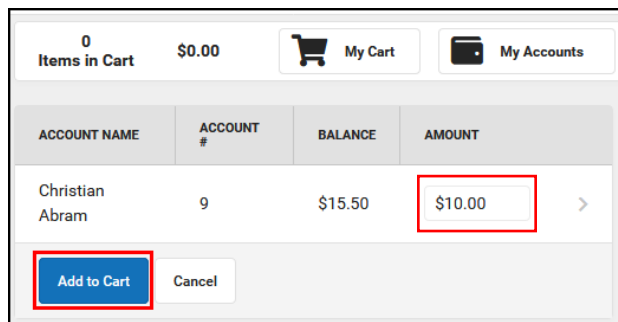 0
Items in Cart
$0.00
My Cart
My Accounts
ACCOUNT NAME
ACCOUNT
#
BALANCE
AMOUNT
Christian
Abram
9
$15.50
$10.00
Add to Cart
Cancel